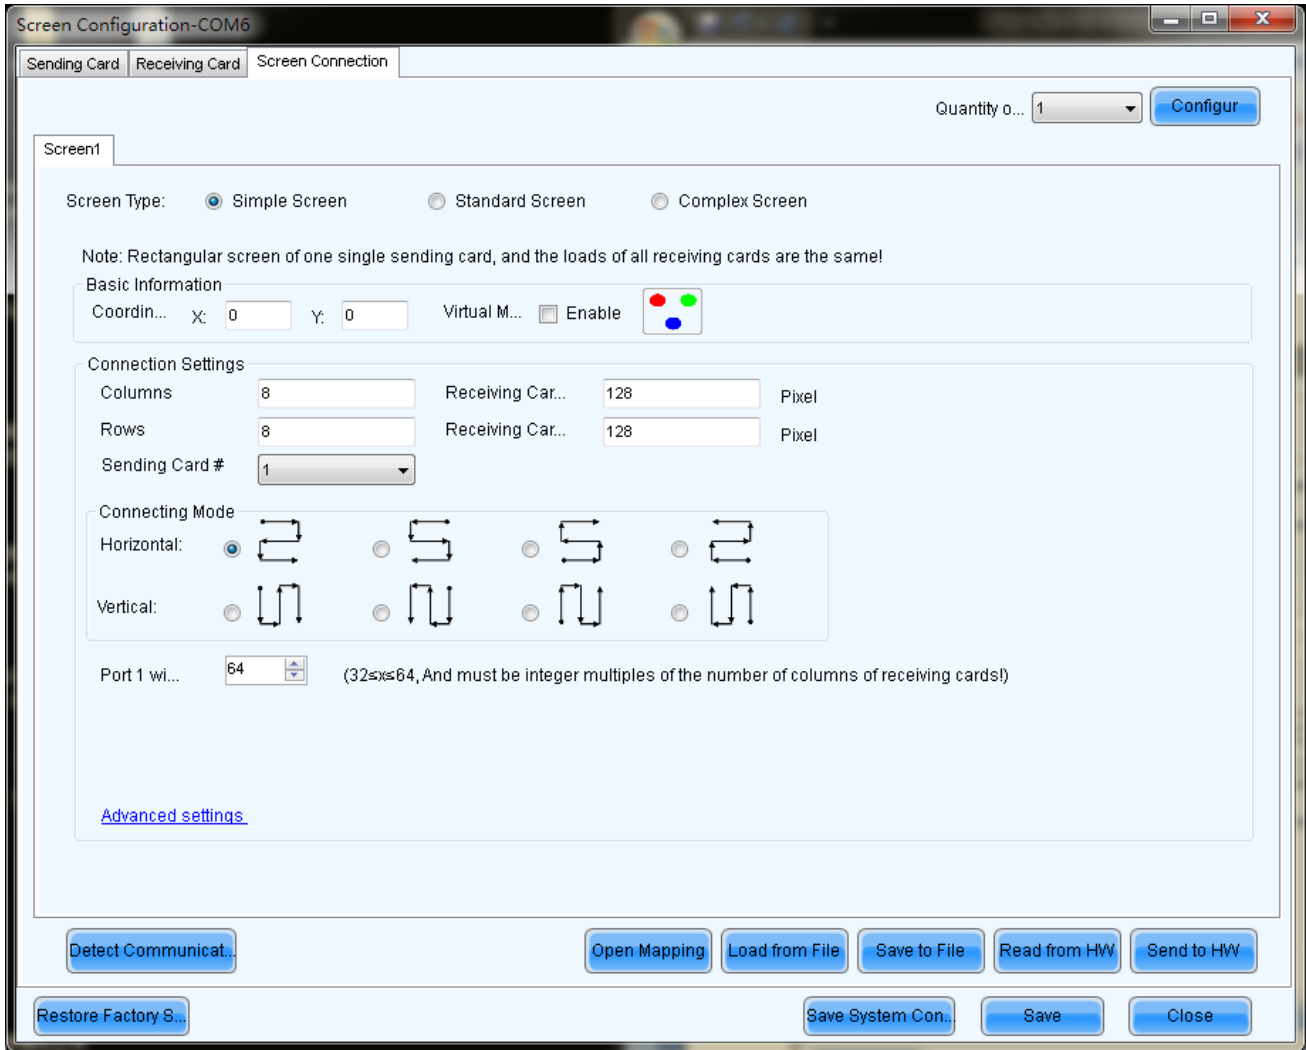 Screen Configuration-COM6
Sending Card Receiving Card Screen Connection
Quantity o... 1 Configur
Screen1
Screen Type: Simple Screen Standard Screen Complex Screen
Note: Rectangular screen of one single sending card, and the loads of all receiving cards are the same!
Basic Information
Coordin... X: 0 Y: 0 Virtual M... Enable
Connection Settings
Columns 8 Receiving Car... 128 Pixel
Rows 8 Receiving Car... 128 Pixel
Sending Card # 1
Connecting Mode
Horizontal:
Vertical:
Port 1 wi... 64 (32≤x≤64, And must be integer multiples of the number of columns of receiving cards!)
Advanced settings
Detect Communicat... Open Mapping Load from File Save to File Read from HW Send to HW
Restore Factory S... Save System Con... Save Close